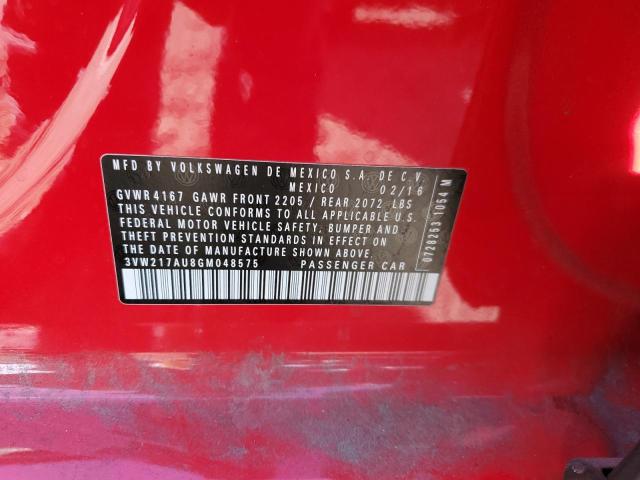 MFD BY VOLKSWAGEN DE MEXICO S.A. DE C.V.
MEXICO 02/16
GVWR 4167 GAWR FRONT 2205 / REAR 2072 LBS
THIS VEHICLE CONFORMS TO ALL APPLICABLE U.S.
FEDERAL MOTOR VEHICLE SAFETY, BUMPER AND
THEFT PREVENTION STANDARDS IN EFFECT ON
THE DATE OF MANUFACTURE SHOWN ABOVE.
3VW217AU8GM048575 PASSENGER CAR
0728253 1054 M